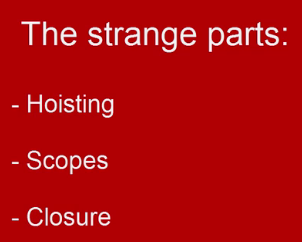 The strange parts:
- Hoisting
- Scopes
- Closure